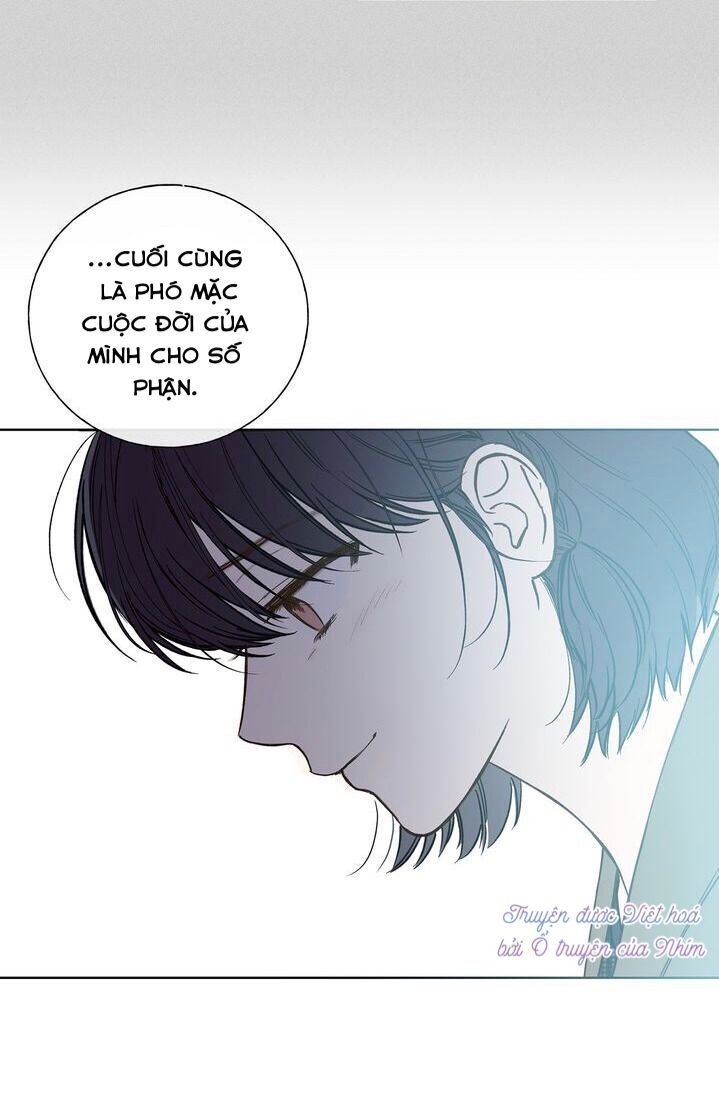 ...CUỐI CÙNG
LÀ PHÓ MẶC
CUỘC ĐỜI CỦA
MÌNH CHO SỐ
PHẬN.
Truyện được Việt hoá
bởi Ổ truyện của Nhím